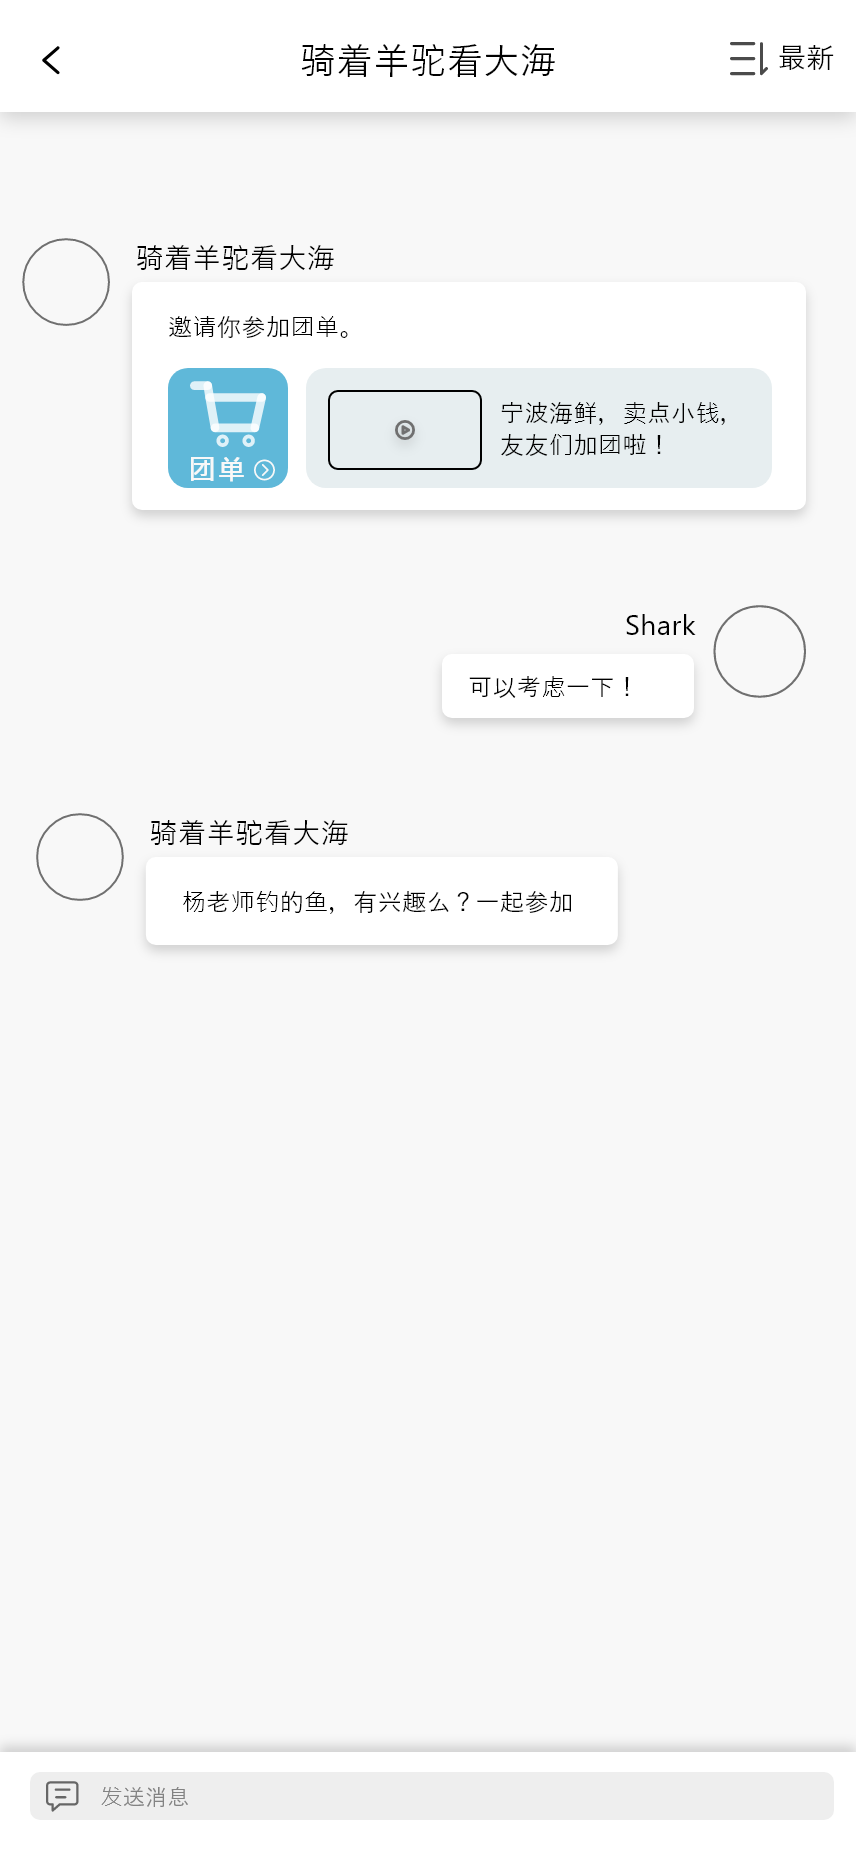 骑着羊驼看大海
最新
骑着羊驼看大海
邀请你参加团单。
团单
宁波海鲜，卖点小钱，
友友们加团啦！
Shark
可以考虑一下！
骑着羊驼看大海
杨老师钓的鱼，有兴趣么？一起参加
发送消息